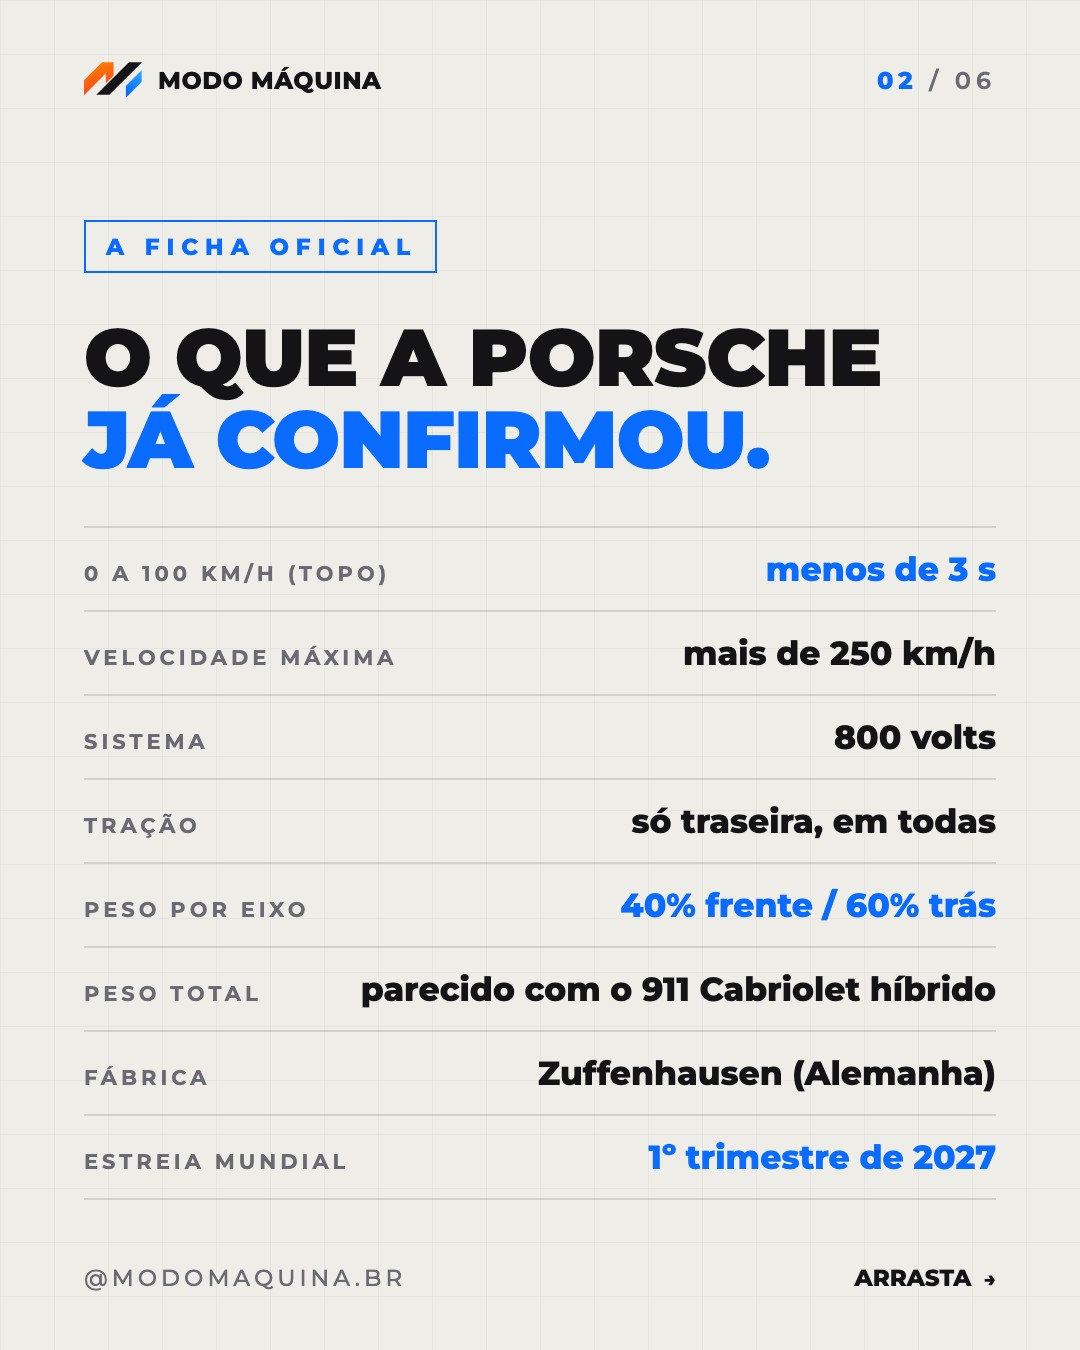 MODO MÁQUINA
02 / 06
A FICHA OFICIAL
O QUE A PORSCHE
JÁ CONFIRMOU.
0 A 100 KM/H (TOPO) menos de 3 s
VELOCIDADE MÁXIMA mais de 250 km/h
SISTEMA 800 volts
TRAÇÃO só traseira, em todas
PESO POR EIXO 40% frente / 60% trás
PESO TOTAL parecido com o 911 Cabriolet híbrido
FÁBRICA Zuffenhausen (Alemanha)
ESTREIA MUNDIAL 1º trimestre de 2027
@MODOMAQUINA.BR
ARRASTA →